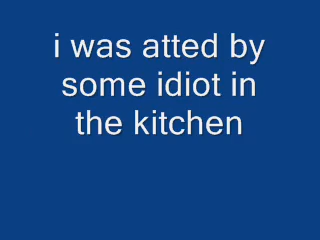 i was atted by
some idiot in
the kitchen